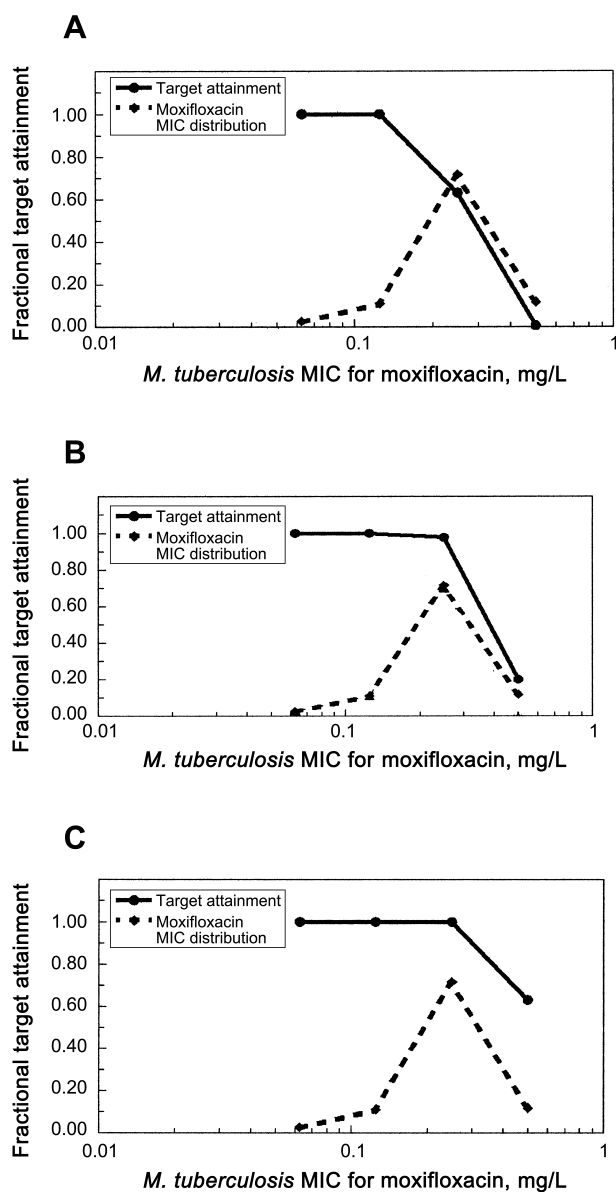 A
Fractional target attainment
Target attainment
Moxifloxacin
MIC distribution
1.00
0.80
0.60
0.40
0.20
0.00
0.01
0.1
1
M. tuberculosis MIC for moxifloxacin, mg/L
B
Fractional target attainment
Target attainment
Moxifloxacin
MIC distribution
1.00
0.80
0.60
0.40
0.20
0.00
0.01
0.1
1
M. tuberculosis MIC for moxifloxacin, mg/L
C
Fractional target attainment
Target attainment
Moxifloxacin
MIC distribution
1.00
0.80
0.60
0.40
0.20
0.00
0.01
0.1
1
M. tuberculosis MIC for moxifloxacin, mg/L